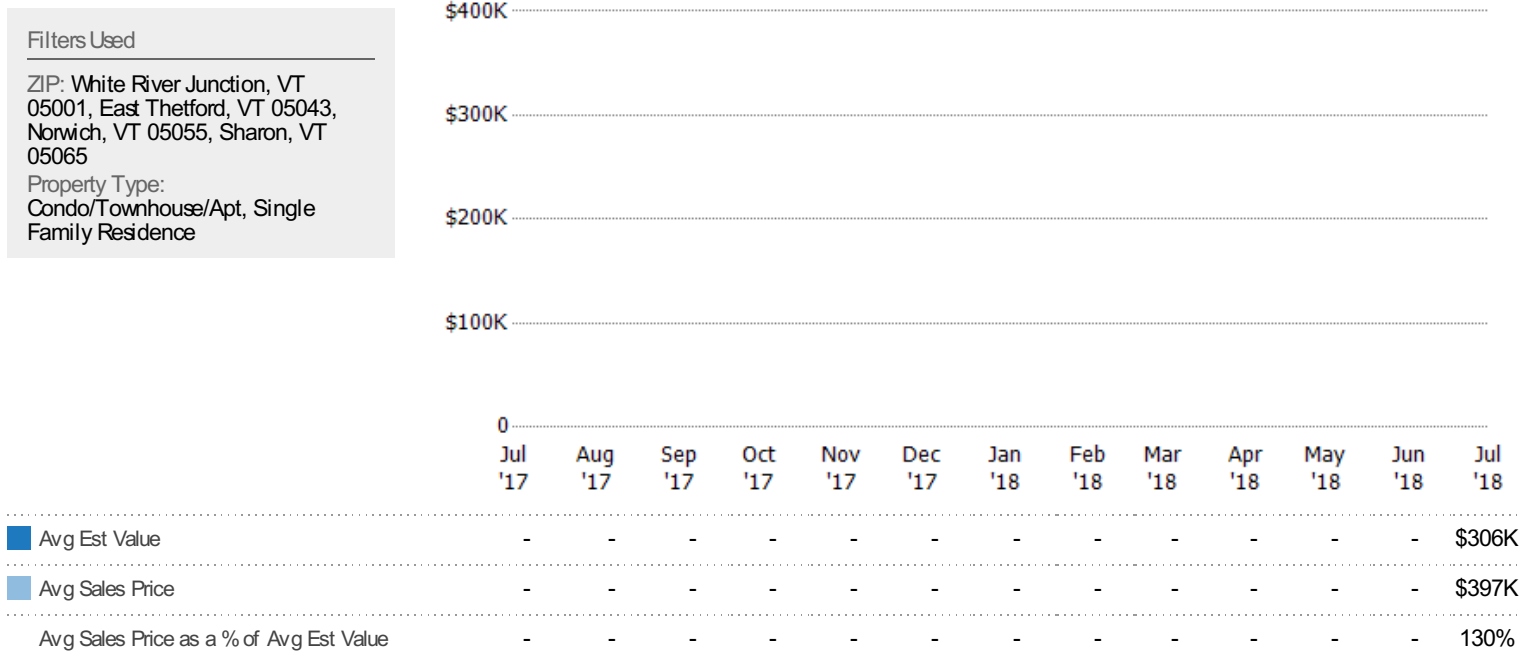 Filters Used
ZIP: White River Junction, VT
05001, East Thetford, VT 05043,
Norwich, VT 05055, Sharon, VT
05065
Property Type:
Condo/Townhouse/Apt, Single
Family Residence
$400K
$300K
$200K
$100K
0
Jul Aug Sep Oct Nov Dec Jan Feb Mar Apr May Jun Jul
'17 '17 '17 '17 '17 '17 '18 '18 '18 '18 '18 '18 '18
Avg Est Value - - - - - - - - - - - - $306K
Avg Sales Price - - - - - - - - - - - - $397K
Avg Sales Price as a % of Avg Est Value - - - - - - - - - - - - 130%